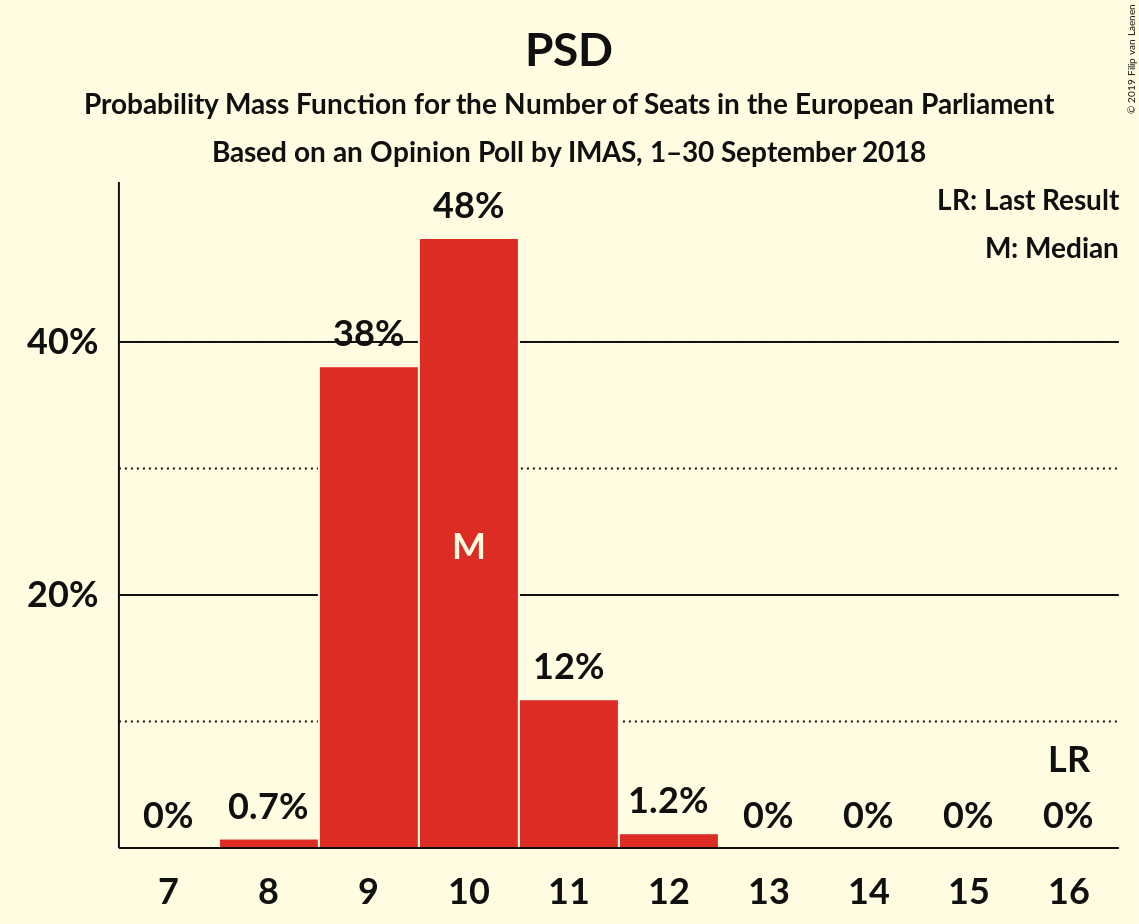 PSD
Probability Mass Function for the Number of Seats in the European Parliament
Based on an Opinion Poll by IMAS, 1–30 September 2018
© 2019 Filip van Laenen
LR: Last Result
M: Median
48%
38%
40%
M
20%
12%
LR
0%
0.7%
1.2%
0%
0%
0%
0%
7 8 9 10 11 12 13 14 15 16